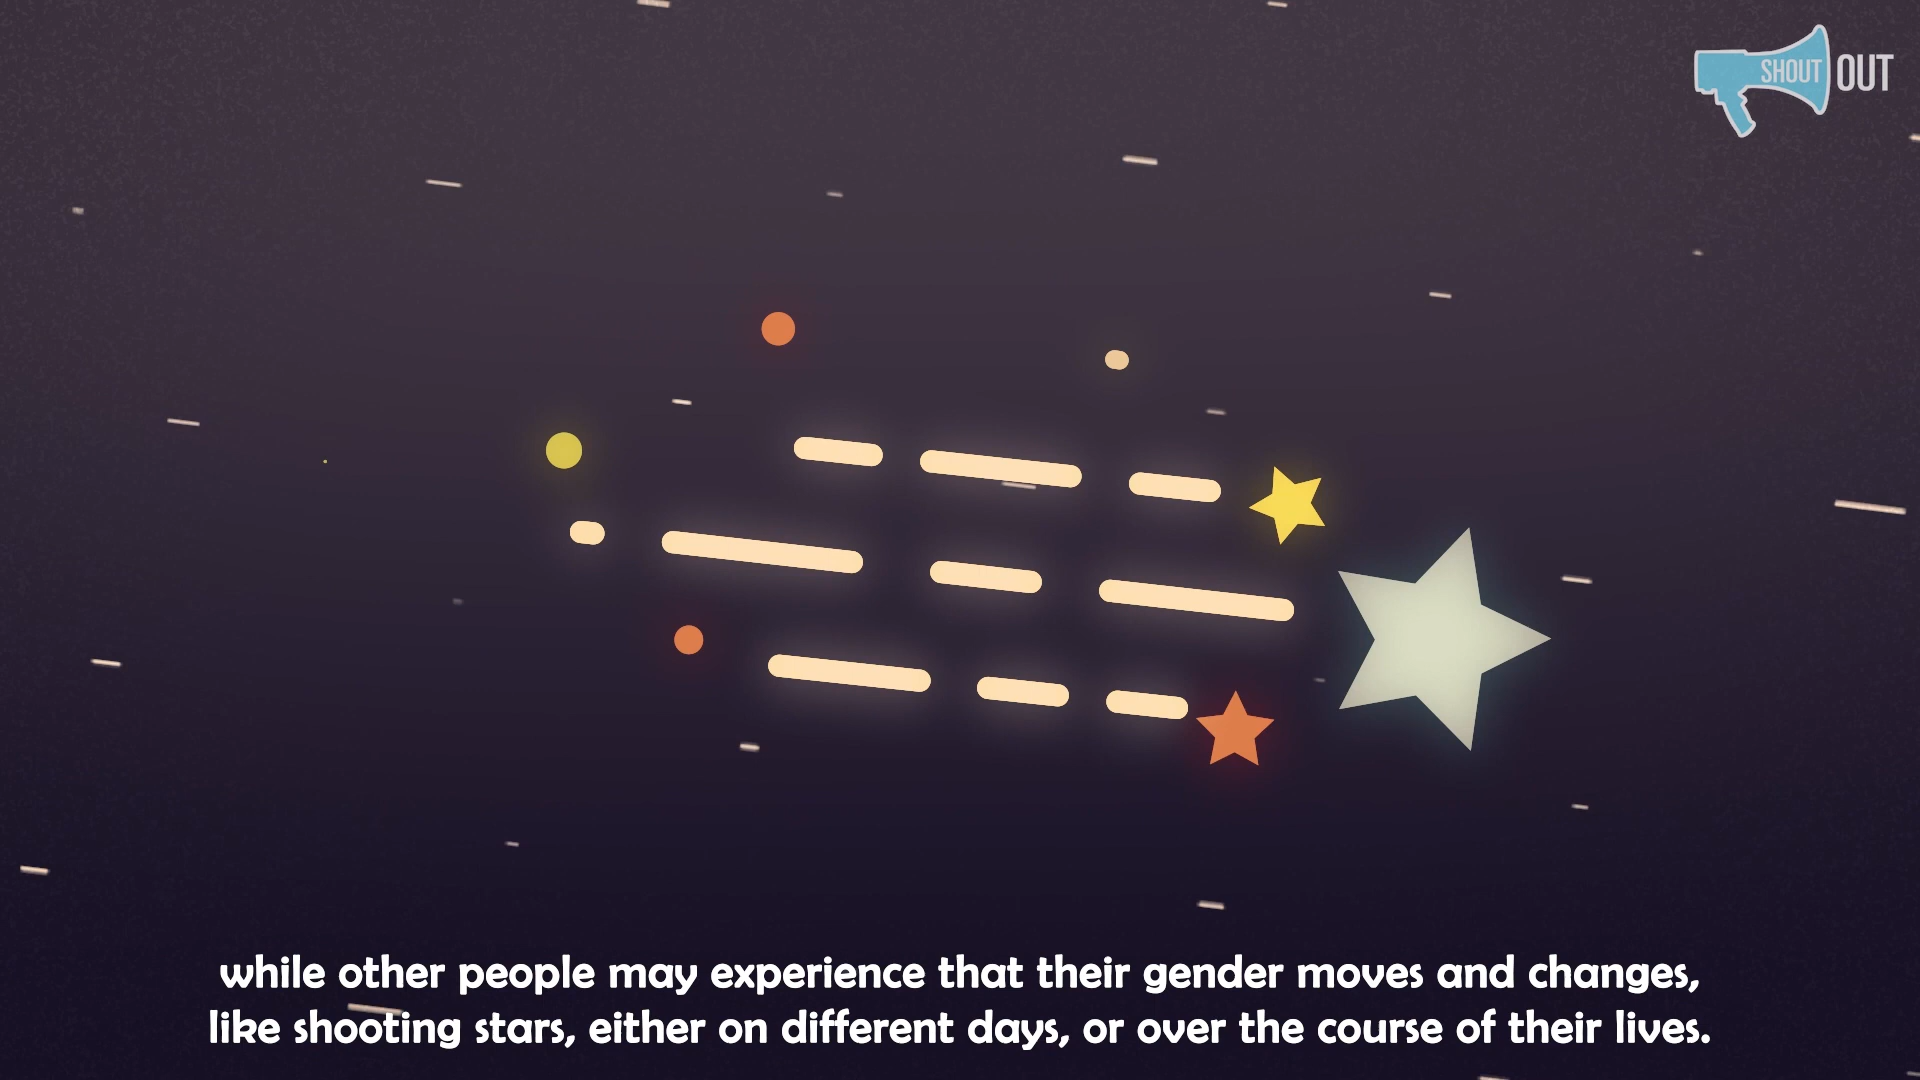 SHOUT OUT
while other people may experience that their gender moves and changes,
like shooting stars, either on different days, or over the course of their lives.